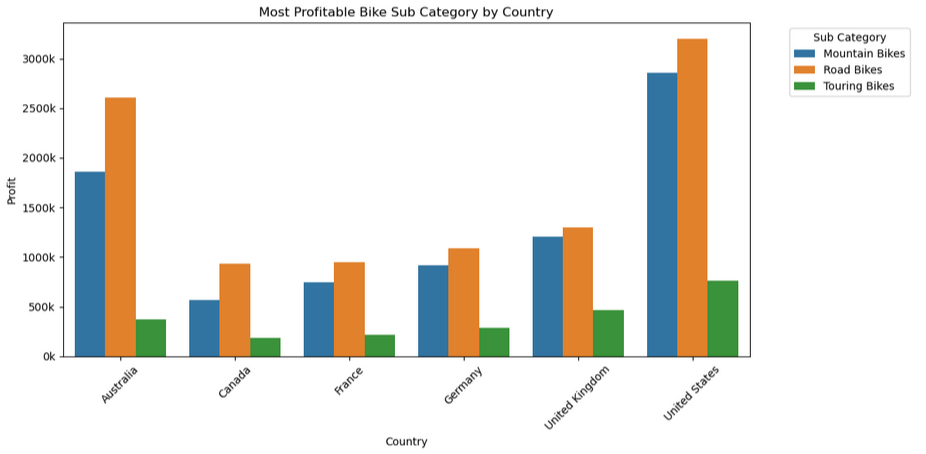 Most Profitable Bike Sub Category by Country
Sub Category
Mountain Bikes
Road Bikes
Touring Bikes
Profit
3000k
2500k
2000k
1500k
1000k
500k
0k
Australia
Canada
France
Germany
United Kingdom
United States
Country